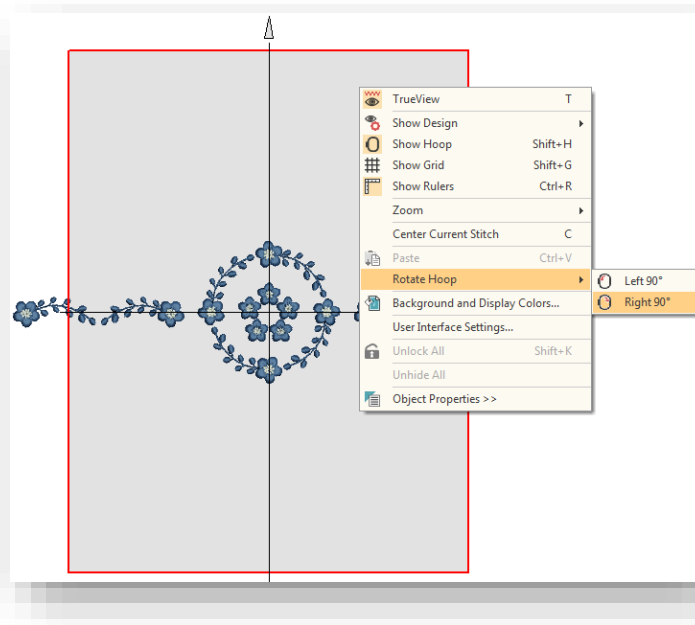 TrueView T
Show Design
Show Hoop Shift+H
Show Grid Shift+G
Show Rulers Ctrl+R
Zoom
Center Current Stitch C
Paste Ctrl+V
Rotate Hoop
Left 90°
Background and Display Colors...
Right 90°
User Interface Settings...
Unlock All Shift+K
Unhide All
Object Properties >>